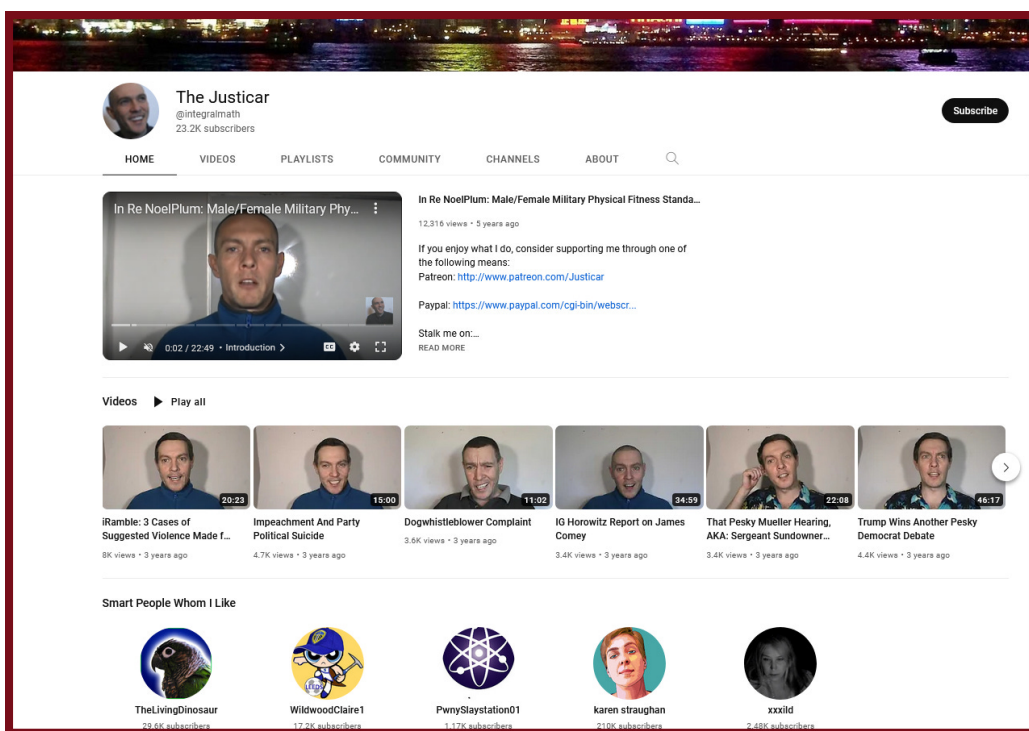 The Justicar
@integralmath
23.2K subscribers
Subscribe
HOME VIDEOS PLAYLISTS COMMUNITY CHANNELS ABOUT
In Re NoelPlum: Male/Female Military Phy...
0:02 / 22:49 • Introduction
CC
In Re NoelPlum: Male/Female Military Physical Fitness Standa...
12,316 views • 5 years ago
If you enjoy what I do, consider supporting me through one of
the following means:
Patreon: http://www.patreon.com/Justicar
Paypal: https://www.paypal.com/cgi-bin/webscr...
Stalk me on:...
READ MORE
Videos Play all
20:23
iRamble: 3 Cases of
Suggested Violence Made f...
8K views • 3 years ago
15:00
Impeachment And Party
Political Suicide
4.7K views • 3 years ago
11:02
Dogwhistleblower Complaint
3.6K views • 3 years ago
34:59
IG Horowitz Report on James
Comey
3.4K views • 3 years ago
22:08
That Pesky Mueller Hearing,
AKA: Sergeant Sundowner...
3.4K views • 3 years ago
46:17
Trump Wins Another Pesky
Democrat Debate
4.4K views • 3 years ago
Smart People Whom I Like
LEEDS
TheLivingDinosaur
29.6K subscribers
WildwoodClaire1
17.2K subscribers
PwnySlaystation01
1.17K subscribers
karen straughan
210K subscribers
xxxild
2.48K subscribers